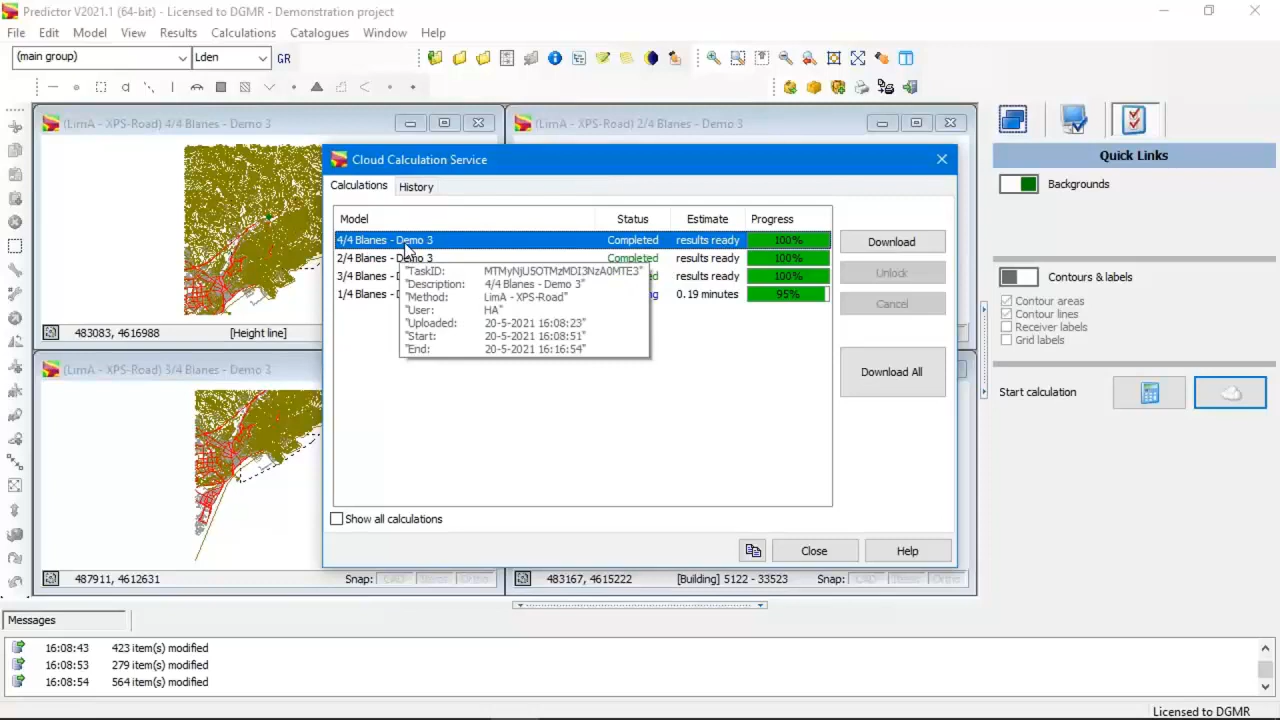 Predictor V2021.1 (64-bit) - Licensed to DGMR - Demonstration project
File Edit Model View Results Calculations Catalogues Window Help
(main group) Lden GR
(LimA - XPS-Road) 4/4 Blanes - Demo 3
(LimA - XPS-Road) 2/4 Blanes - Demo 3
Quick Links
Cloud Calculation Service
Calculations History
Backgrounds
Model Status Estimate Progress
4/4 Blanes - Demo 3 Completed results ready 100%
Download
2/4 Blanes - Demo 3 Completed results ready 100%
3/4 Blanes - results ready 100%
Unlock
1/4 Blanes - 0.19 minutes 95%
Cancel
"TaskID: MTMyNjU5OTMzMDI3NzA0MTE3"
"Description: 4/4 Blanes - Demo 3"
"Method: LimA - XPS-Road"
"User: HA"
"Uploaded: 20-5-2021 16:08:23"
"Start: 20-5-2021 16:08:51"
"End: 20-5-2021 16:16:54"
Download All
Contours & labels
Contour areas
Contour lines
Receiver labels
Grid labels
Start calculation
483083, 4616988 [Height line]
(LimA - XPS-Road) 3/4 Blanes - Demo 3
Show all calculations
Close Help
487911, 4612631 Snap:
483167, 4615222 [Building] 5122 - 33523 Snap:
Messages
16:08:43 423 item(s) modified
16:08:53 279 item(s) modified
16:08:54 564 item(s) modified
Licensed to DGMR